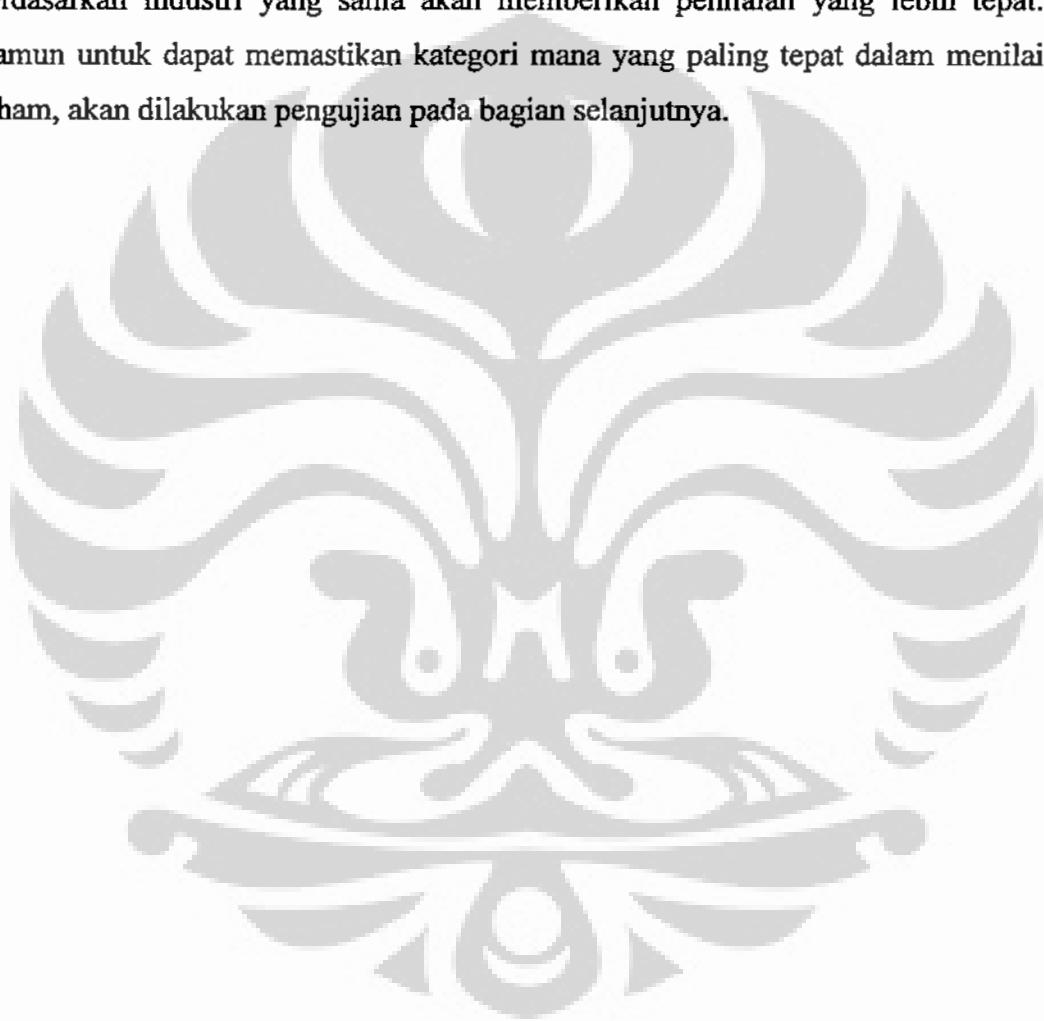 rdasarkan industri yang sama akan memberikan penilaian yang lebih tepat.
amun untuk dapat memastikan kategori mana yang paling tepat dalam menilai
ham, akan dilakukan pengujian pada bagian selanjutnya.